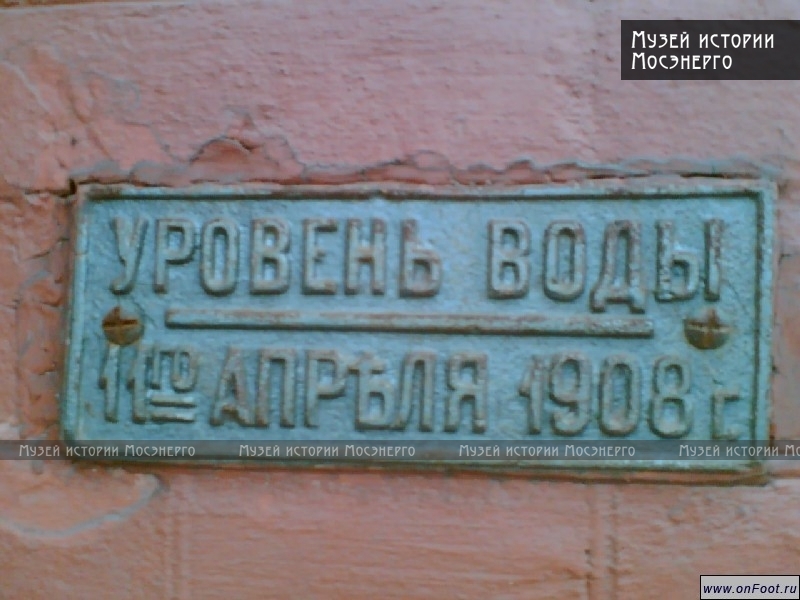 Музей истории
Мосэнерго
УРОВЕНЬ ВОДЫ
11го АПРѢЛЯ 1908 г.
Музей истории Мосэнерго Музей истории Мосэнерго Музей истории Мосэнерго Музей истории
www.onFoot.ru